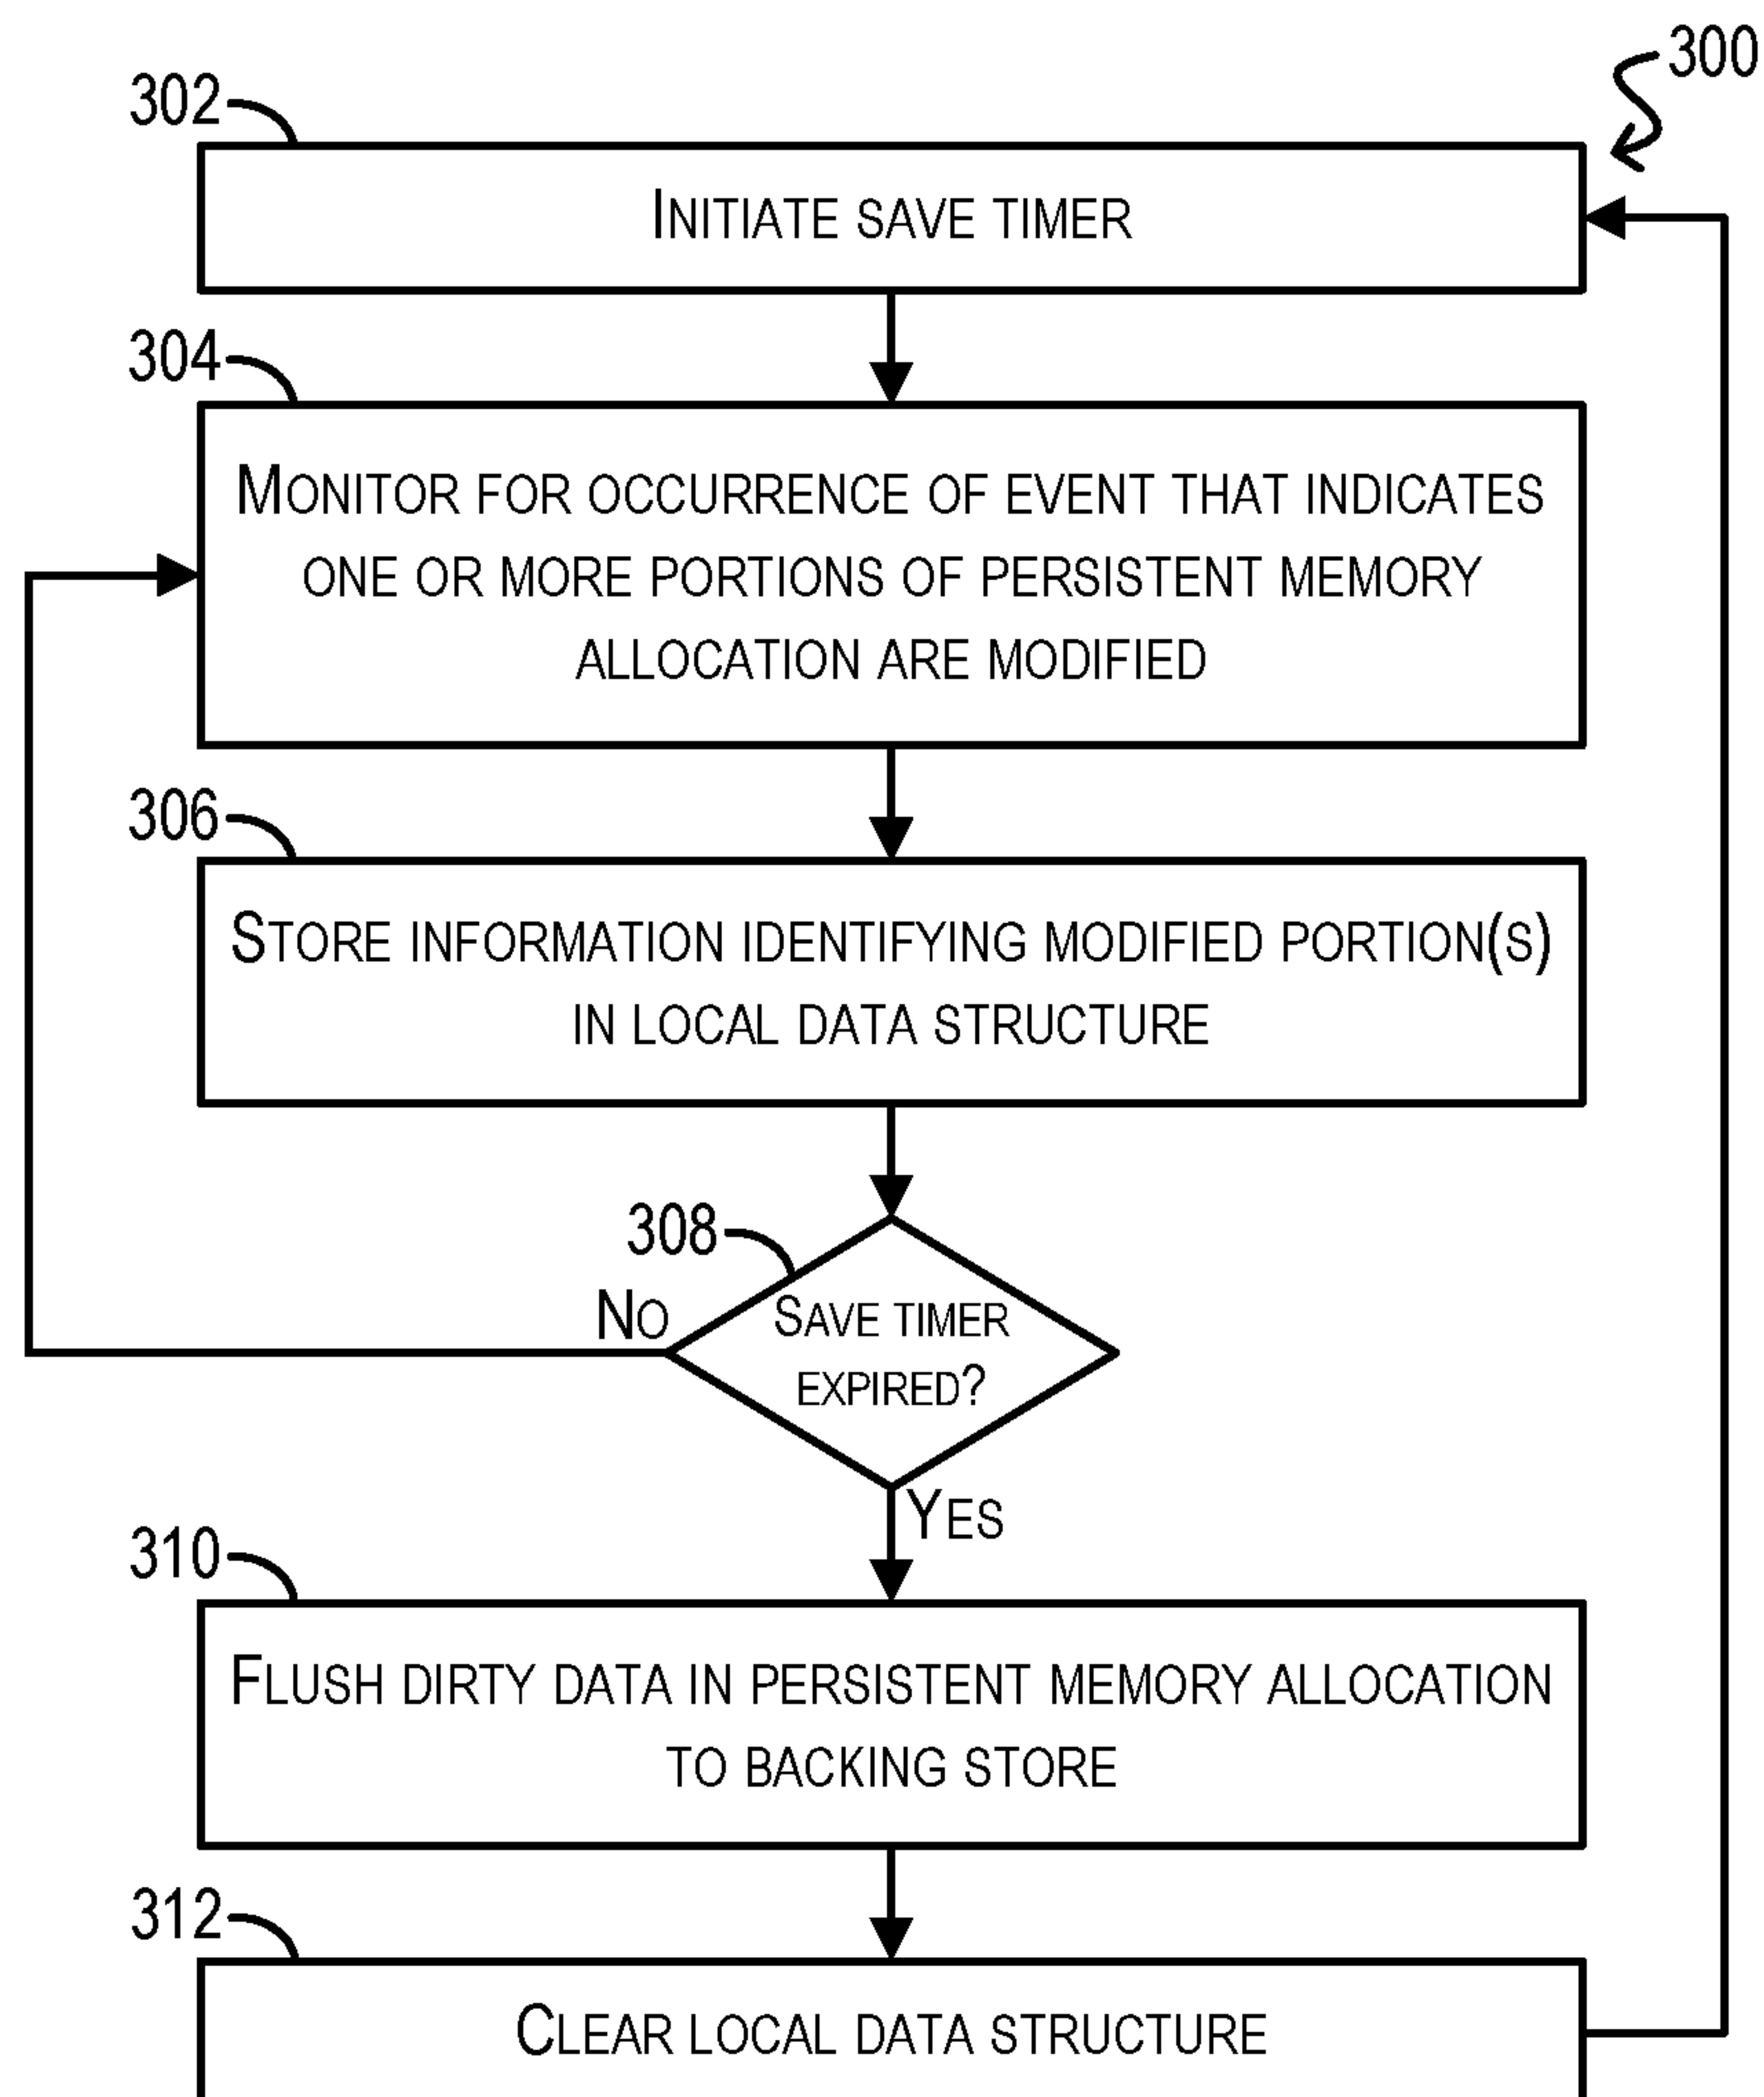 300
302
Initiate save timer
304
Monitor for occurrence of event that indicates
one or more portions of persistent memory
allocation are modified
306
Store information identifying modified portion(s)
in local data structure
308
No
Save timer
expired?
Yes
310
Flush dirty data in persistent memory allocation
to backing store
312
Clear local data structure